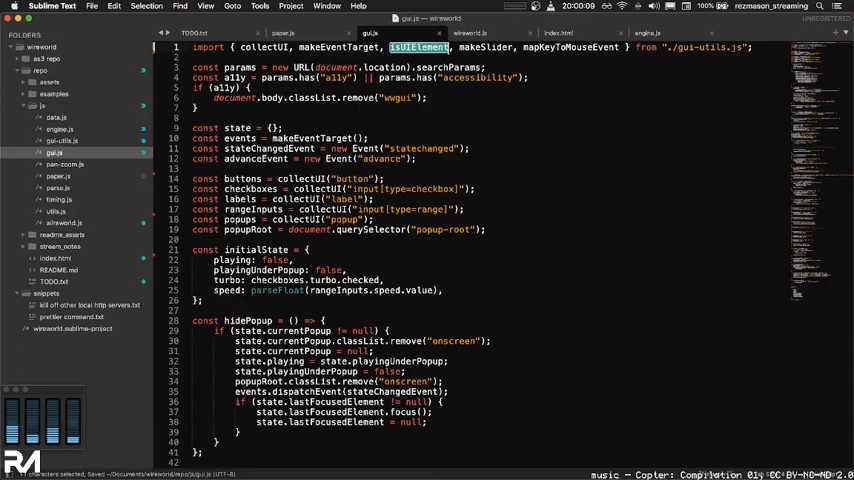 Sublime Text File Edit Selection Find View Goto Tools Project Window Help 100% 20:00:09 rezmason_streaming
gui.js — wireworld UNREGISTERED
FOLDERS
wireworld
as3 repo
repo
assets
examples
js
data.js
engine.js
gui-utils.js
gui.js
pan-zoom.js
paper.js
parse.js
timing.js
utils.js
wireworld.js
readme_assets
stream_notes
index.html
README.md
TODO.txt
snippets
kill off other local http servers.txt
prettier command.txt
wireworld.sublime-project
TODO.txt paper.js gui.js wireworld.js index.html engine.js
1 import { collectUI, makeEventTarget, isUIElement, makeSlider, mapKeyToMouseEvent } from "./gui-utils.js";
2
3 const params = new URL(document.location).searchParams;
4 const a11y = params.has("a11y") || params.has("accessibility");
5 if (a11y) {
6 document.body.classList.remove("wwgui");
7 }
8
9 const state = {};
10 const events = makeEventTarget();
11 const stateChangedEvent = new Event("statechanged");
12 const advanceEvent = new Event("advance");
13
14 const buttons = collectUI("button");
15 const checkboxes = collectUI("input[type=checkbox]");
16 const labels = collectUI("label");
17 const rangeInputs = collectUI("input[type=range]");
18 const popups = collectUI("popup");
19 const popupRoot = document.querySelector("popup-root");
20
21 const initialState = {
22 playing: false,
23 playingUnderPopup: false,
24 turbo: checkboxes.turbo.checked,
25 speed: parseFloat(rangeInputs.speed.value),
26 };
27
28 const hidePopup = () => {
29 if (state.currentPopup != null) {
30 state.currentPopup.classList.remove("onscreen");
31 state.currentPopup = null;
32 state.playing = state.playingUnderPopup;
33 state.playingUnderPopup = false;
34 popupRoot.classList.remove("onscreen");
35 events.dispatchEvent(stateChangedEvent);
36 if (state.lastFocusedElement != null) {
37 state.lastFocusedElement.focus();
38 state.lastFocusedElement = null;
39 }
40 }
41 };
42
RM
11 characters selected; Saved ~/Documents/wireworld/repo/js/gui.js (UTF-8)
music – Copter: Compilation 01, CC BY-NC-ND 2.0